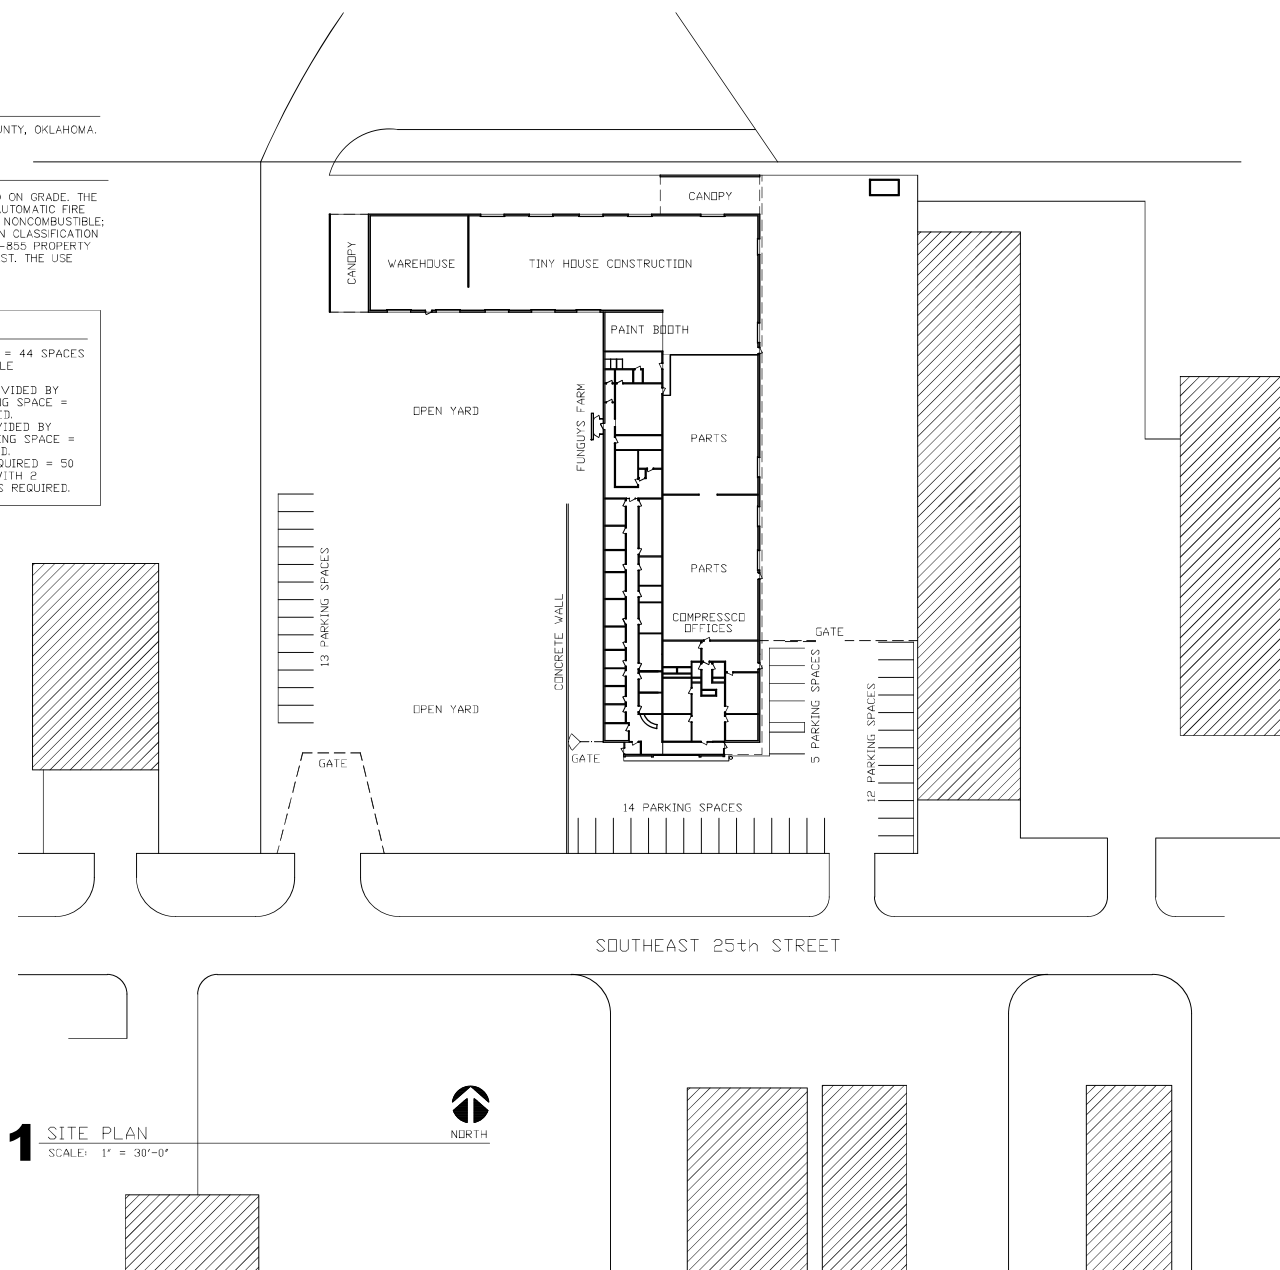 UNTY, OKLAHOMA.
ON GRADE. THE
UTOMATIC FIRE
NONCOMBUSTIBLE;
N CLASSIFICATION
-855 PROPERTY
ST. THE USE
= 44 SPACES
LE
VIDED BY
NG SPACE =
ED.
VIDED BY
ING SPACE =
D.
QUIRED = 50
WITH 2
S REQUIRED.
CANOPY
CANOPY
WAREHOUSE
TINY HOUSE CONSTRUCTION
PAINT BOOTH
OPEN YARD
FUNGUYS FARM
PARTS
13 PARKING SPACES
CONCRETE WALL
PARTS
COMPRESSCO
OFFICES
GATE
5 PARKING SPACES
12 PARKING SPACES
OPEN YARD
GATE
GATE
14 PARKING SPACES
SOUTHEAST 25th STREET
NORTH
1 SITE PLAN
SCALE: 1" = 30'-0"